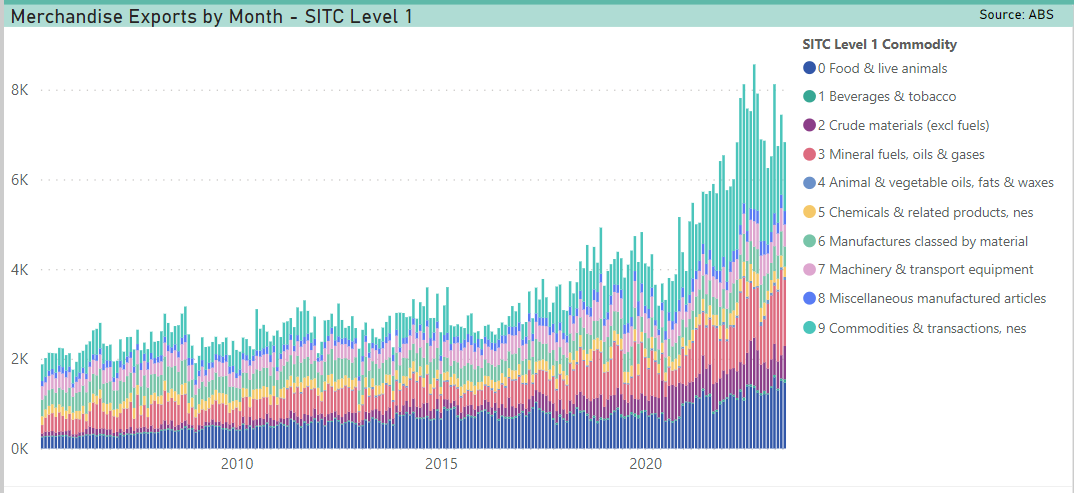 Merchandise Exports by Month - SITC Level 1
Source: ABS
SITC Level 1 Commodity
0 Food & live animals
1 Beverages & tobacco
2 Crude materials (excl fuels)
3 Mineral fuels, oils & gases
4 Animal & vegetable oils, fats & waxes
5 Chemicals & related products, nes
6 Manufactures classed by material
7 Machinery & transport equipment
8 Miscellaneous manufactured articles
9 Commodities & transactions, nes
8K
6K
4K
2K
0K
2010 2015 2020